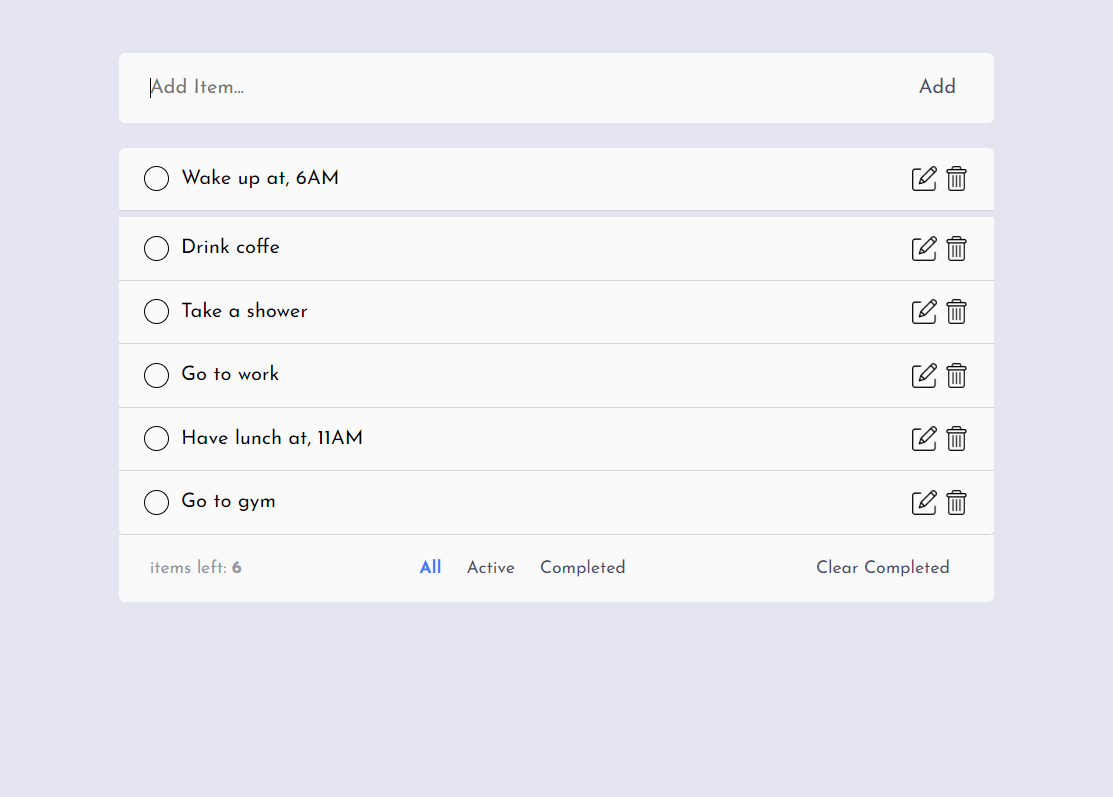 Add Item... Add
Wake up at, 6AM
Drink coffe
Take a shower
Go to work
Have lunch at, 11AM
Go to gym
items left: 6 All Active Completed Clear Completed